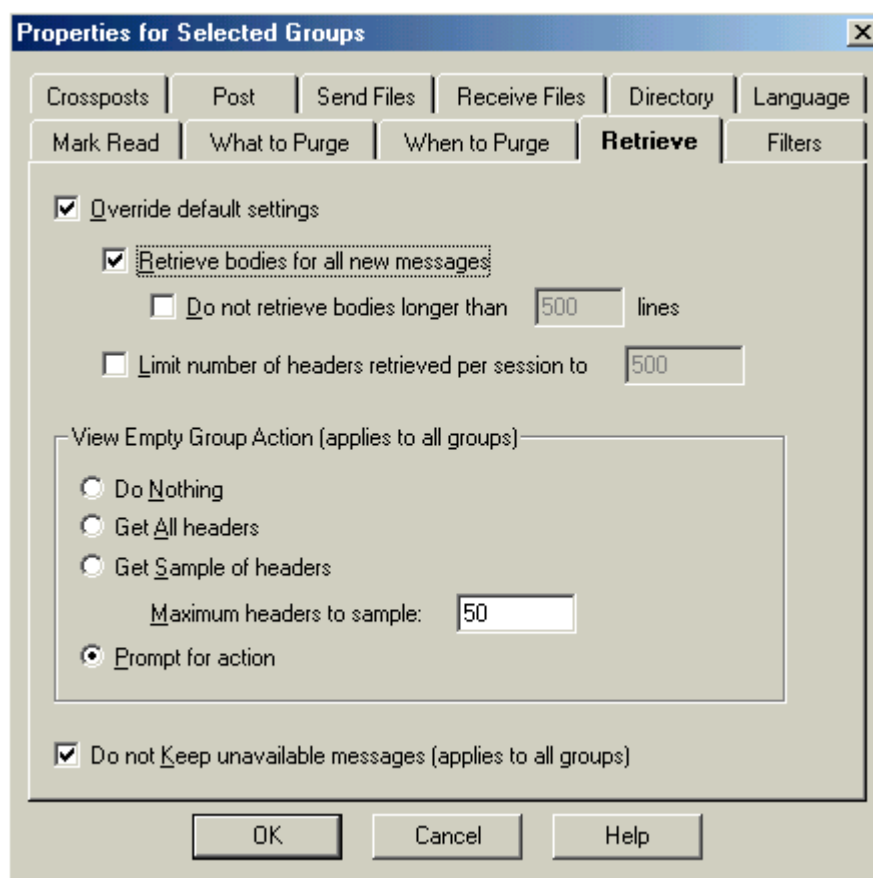 Properties for Selected Groups
Crossposts Post Send Files Receive Files Directory Language
Mark Read What to Purge When to Purge Retrieve Filters
Override default settings
Retrieve bodies for all new messages
Do not retrieve bodies longer than 500 lines
Limit number of headers retrieved per session to 500
View Empty Group Action (applies to all groups)
Do Nothing
Get All headers
Get Sample of headers
Maximum headers to sample: 50
Prompt for action
Do not Keep unavailable messages (applies to all groups)
OK Cancel Help